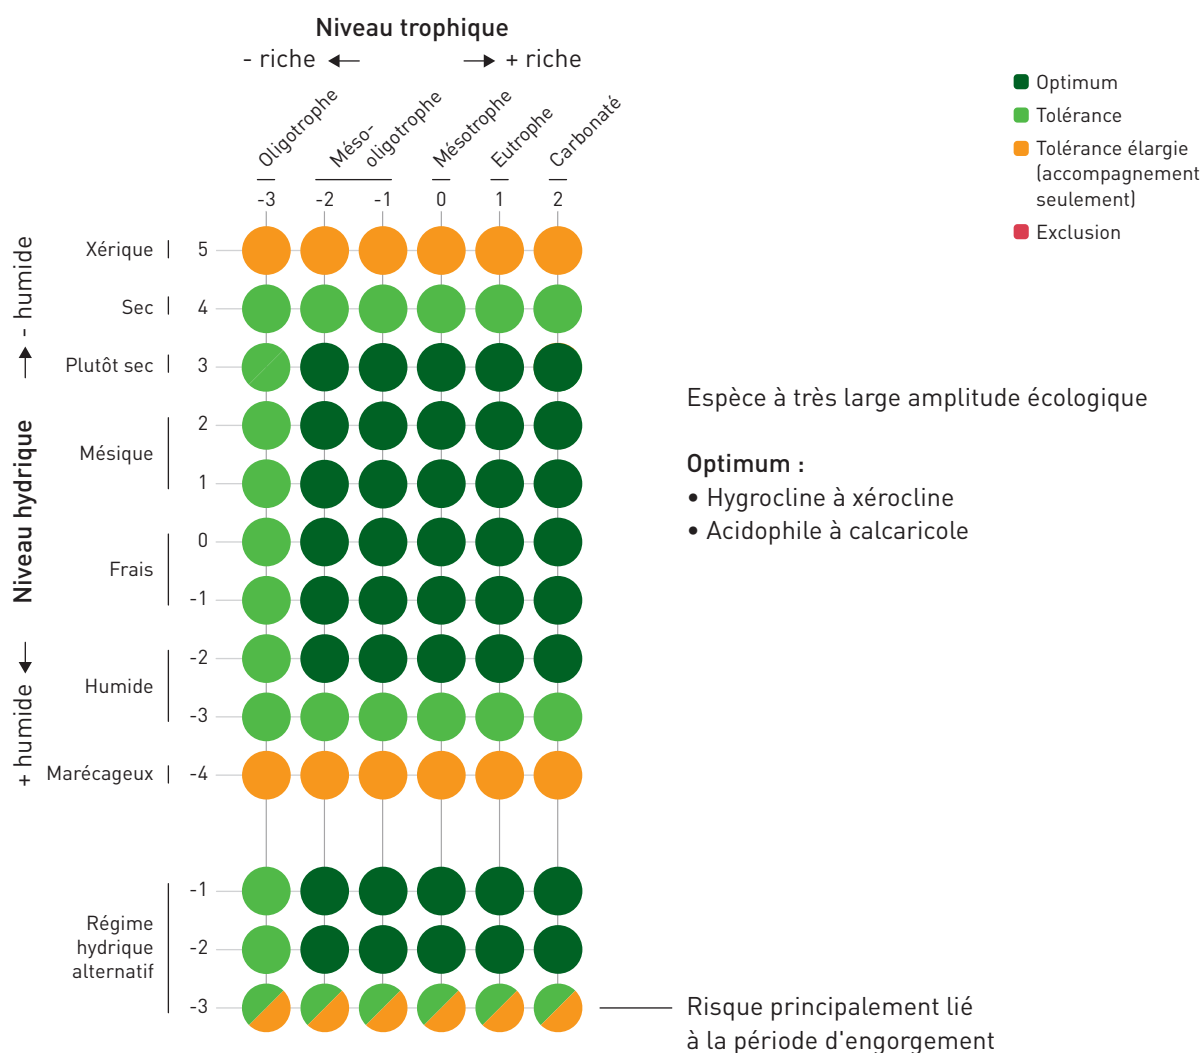 Niveau trophique
- riche
+ riche
Oligotrophe
Méso-
oligotrophe
Mésotrophe
Eutrophe
Carbonaté
-3
-2
-1
0
1
2
Optimum
Tolérance
Tolérance élargie
(accompagnement
seulement)
Exclusion
Niveau hydrique
- humide
+ humide
Xérique
5
Sec
4
Plutôt sec
3
Mésique
2
1
Frais
0
-1
Humide
-2
-3
Marécageux
-4
Régime
hydrique
alternatif
-1
-2
-3
Espèce à très large amplitude écologique
Optimum :
• Hygrocline à xérocline
• Acidophile à calcaricole
Risque principalement lié
à la période d'engorgement